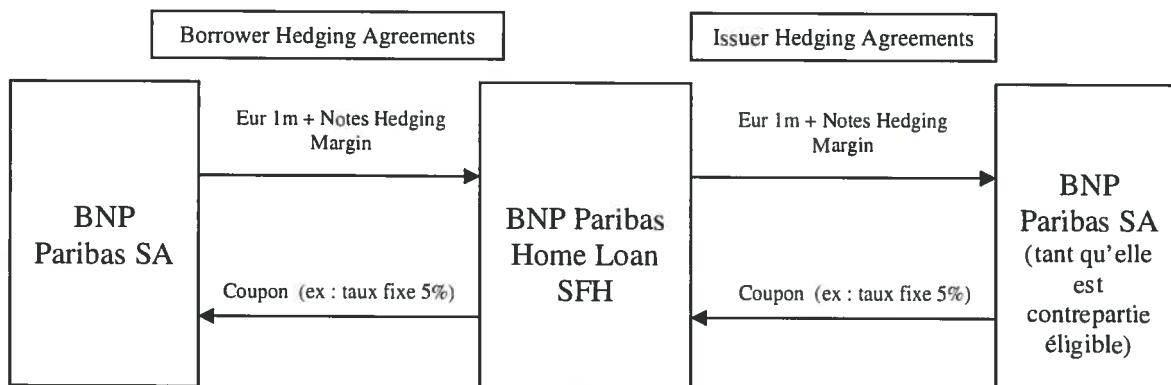 Borrower Hedging Agreements
Issuer Hedging Agreements
BNP
Paribas SA
Eur 1m + Notes Hedging
Margin
Coupon (ex : taux fixe 5%)
BNP Paribas
Home Loan
SFH
Eur 1m + Notes Hedging
Margin
Coupon (ex : taux fixe 5%)
BNP
Paribas SA
(tant qu'elle
est
contrepartie
éligible)